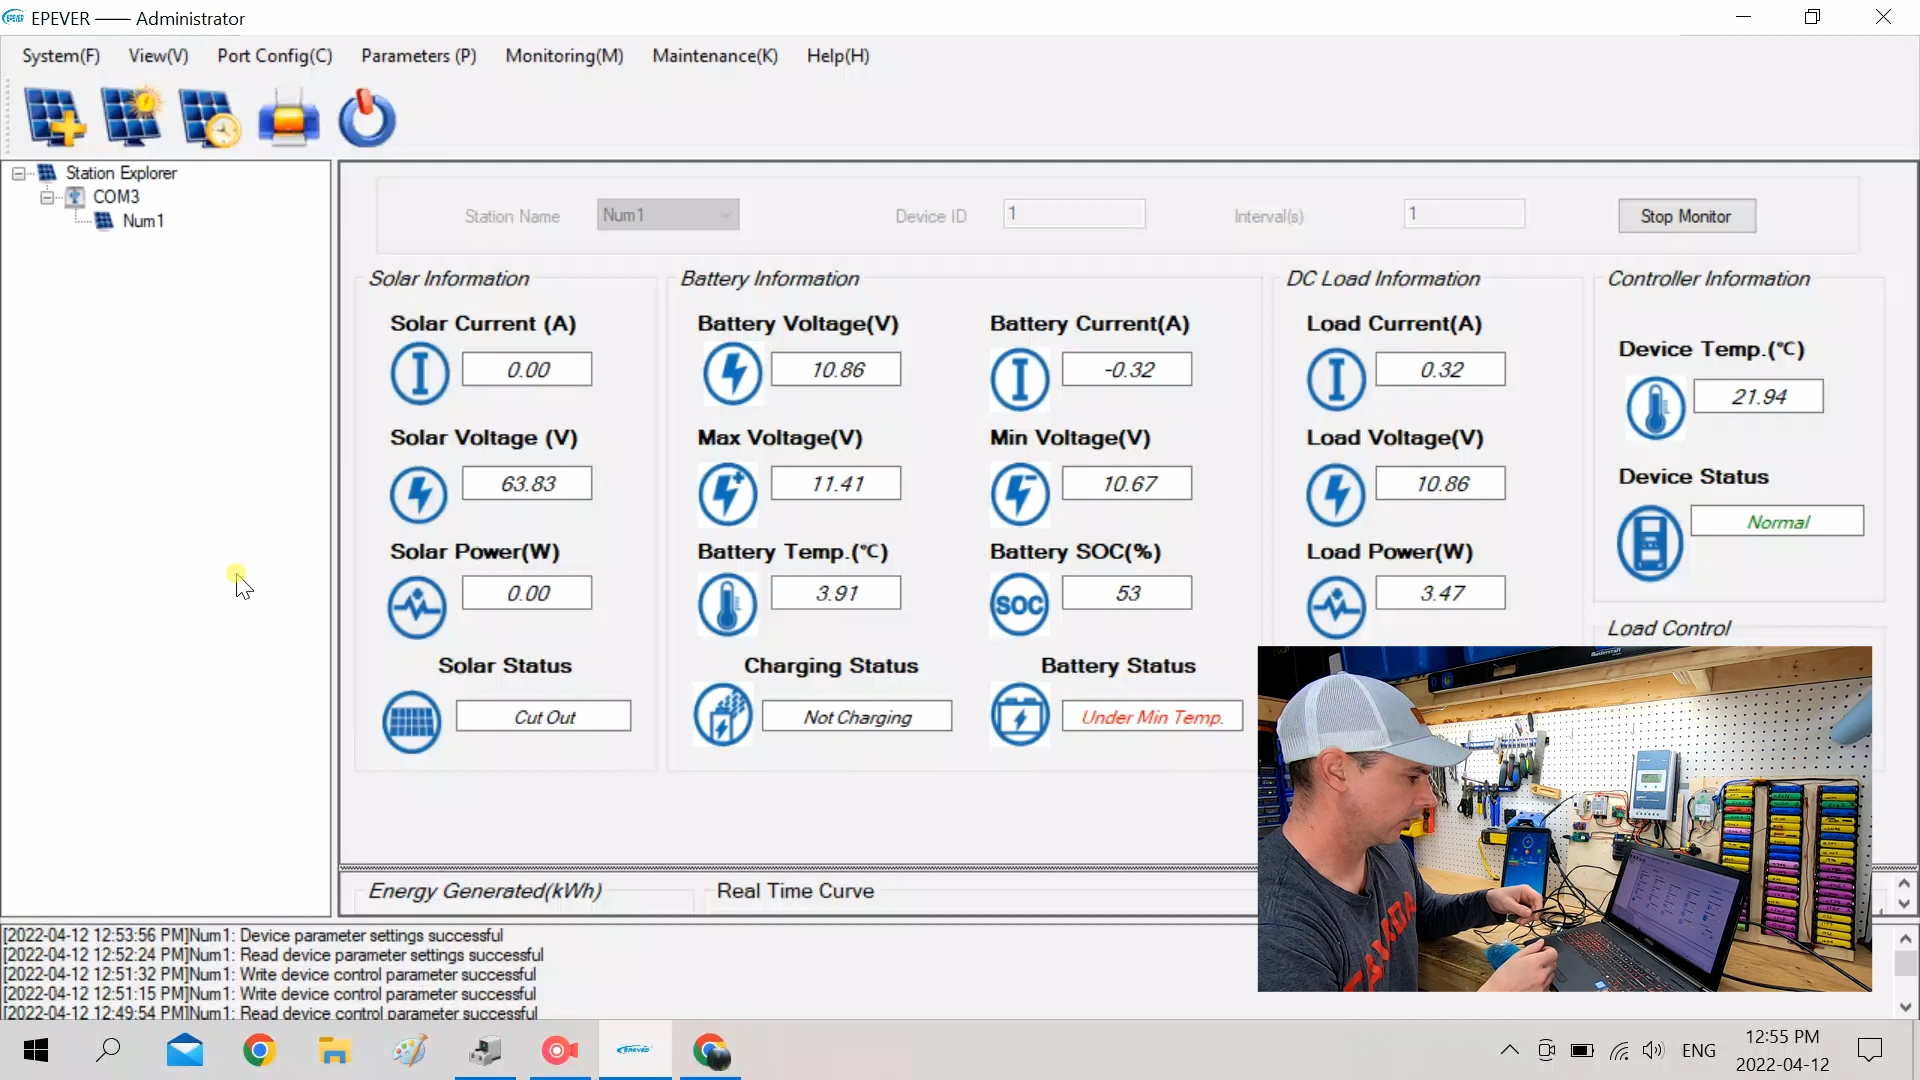 EPEVER —— Administrator
System(F) View(V) Port Config(C) Parameters (P) Monitoring(M) Maintenance(K) Help(H)
Station Explorer
COM3
Num1
Station Name Num1 Device ID 1 Interval(s) 1 Stop Monitor
Solar Information Battery Information DC Load Information Controller Information
Solar Current (A) Battery Voltage(V) Battery Current(A) Load Current(A)
Device Temp.(℃)
0.00 10.86 -0.32 0.32
21.94
Solar Voltage (V) Max Voltage(V) Min Voltage(V) Load Voltage(V)
Device Status
63.83 11.41 10.67 10.86
Normal
Solar Power(W) Battery Temp.(℃) Battery SOC(%) Load Power(W)
0.00 3.91 SOC 53 3.47
Load Control
Solar Status Charging Status Battery Status
Cut Out Not Charging Under Min Temp.
Energy Generated(kWh) Real Time Curve
[2022-04-12 12:53:56 PM]Num1: Device parameter settings successful
[2022-04-12 12:52:24 PM]Num1: Read device parameter settings successful
[2022-04-12 12:51:32 PM]Num1: Write device control parameter successful
[2022-04-12 12:51:15 PM]Num1: Write device control parameter successful
[2022-04-12 12:49:54 PM]Num1: Read device control parameter successful
EPEVER
ENG
12:55 PM
2022-04-12